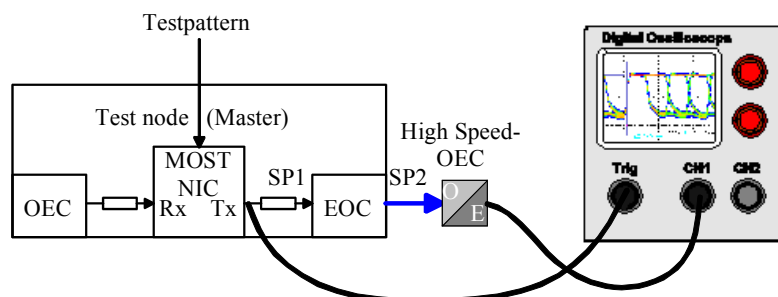 Testpattern
Digital Oscilloscope
Test node (Master)
High Speed-
OEC
MOST
NIC
SP1
SP2
Trig
CH1
CH2
OEC
Rx
Tx
EOC
O
E